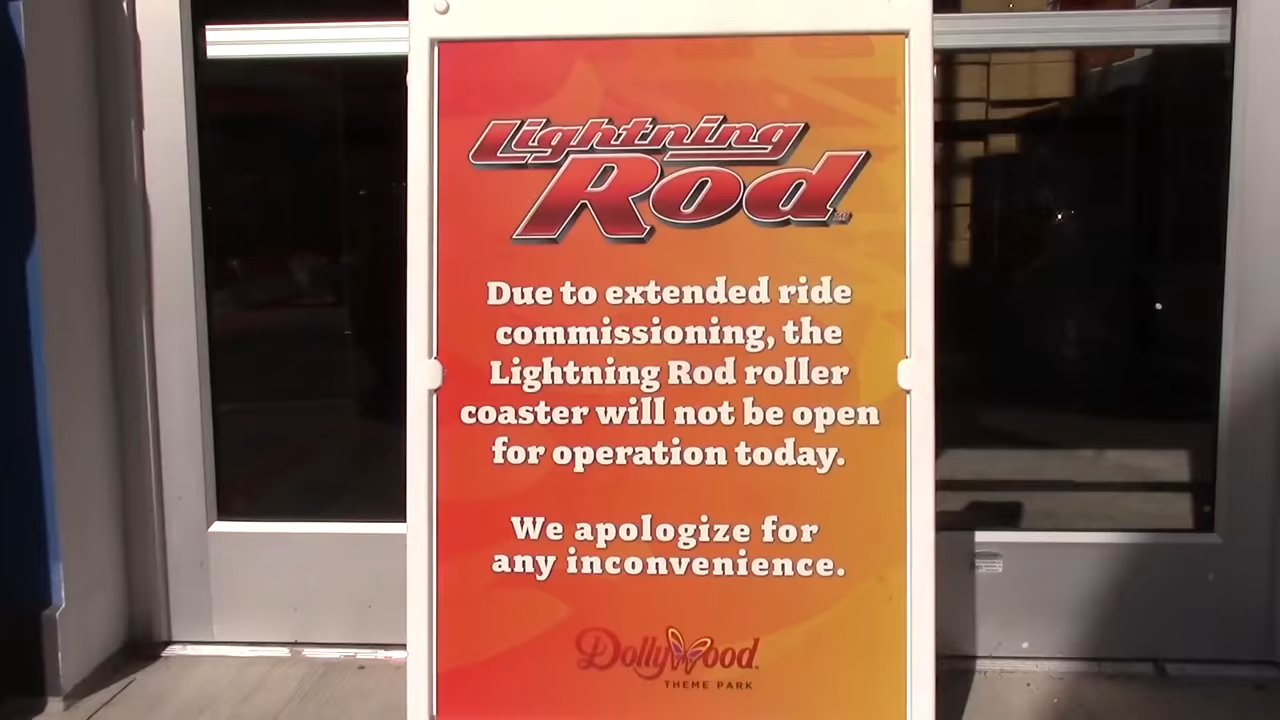 Lightning
Rod
Due to extended ride
commissioning, the
Lightning Rod roller
coaster will not be open
for operation today.
We apologize for
any inconvenience.
Dollywood
THEME PARK